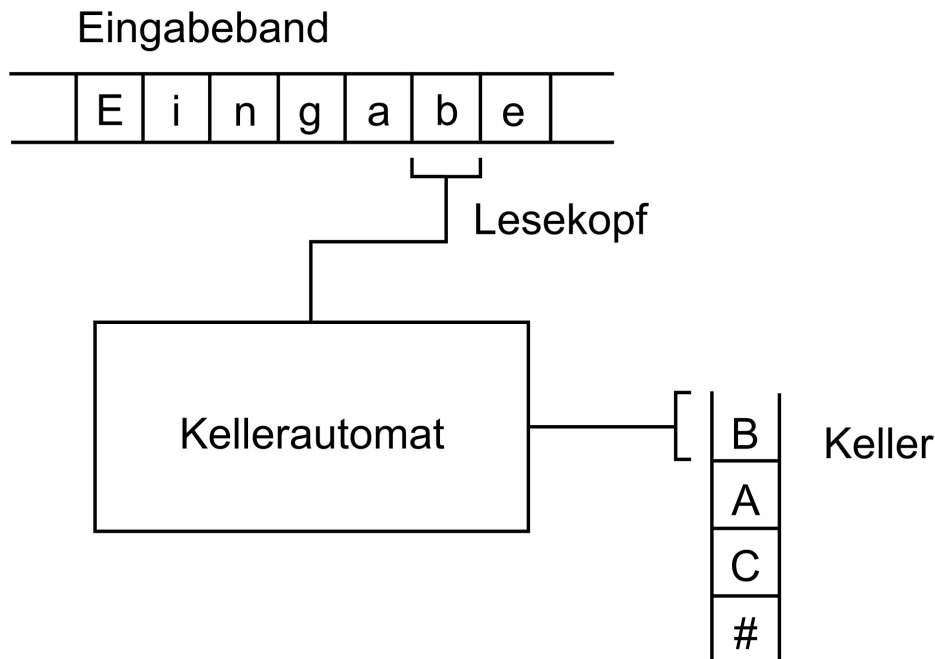 Eingabeband
E i n g a b e
Lesekopf
Kellerautomat
B
Keller
A
C
#